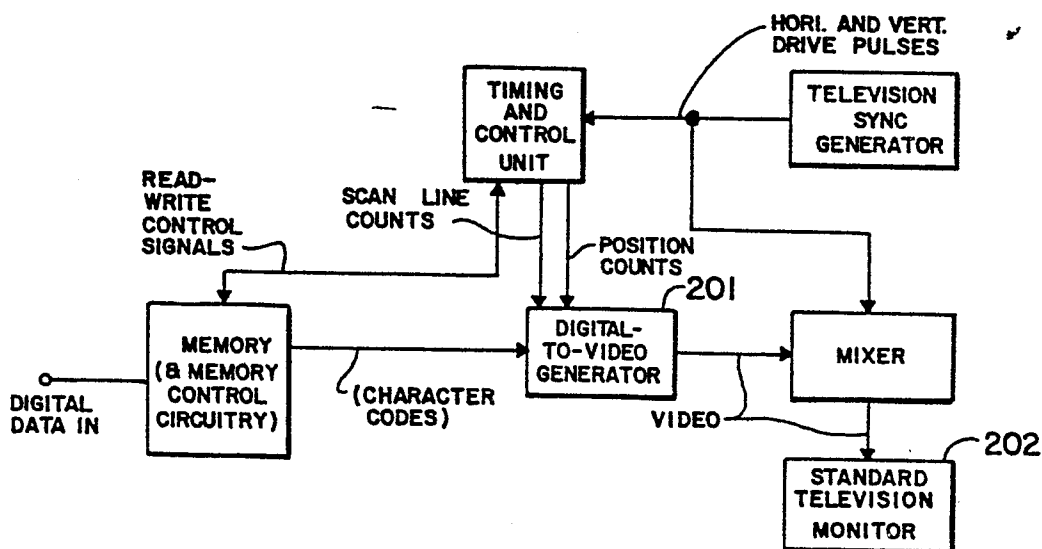 HORI. AND VERT.
DRIVE PULSES
TIMING
AND
CONTROL
UNIT
TELEVISION
SYNC
GENERATOR
READ-
WRITE
CONTROL
SIGNALS
SCAN LINE
COUNTS
POSITION
COUNTS
201
MEMORY
(& MEMORY
CONTROL
CIRCUITRY)
DIGITAL-
TO-VIDEO
GENERATOR
MIXER
DIGITAL
DATA IN
(CHARACTER
CODES)
VIDEO
202
STANDARD
TELEVISION
MONITOR